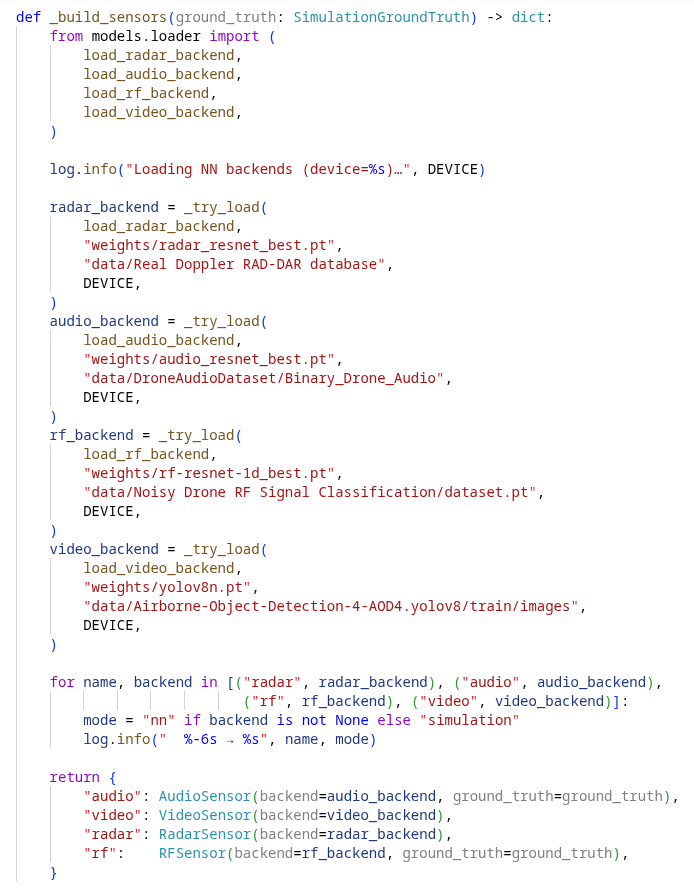 def _build_sensors(ground_truth: SimulationGroundTruth) -> dict:
    from models.loader import (
        load_radar_backend,
        load_audio_backend,
        load_rf_backend,
        load_video_backend,
    )

    log.info("Loading NN backends (device=%s)…", DEVICE)

    radar_backend = _try_load(
        load_radar_backend,
        "weights/radar_resnet_best.pt",
        "data/Real Doppler RAD-DAR database",
        DEVICE,
    )
    audio_backend = _try_load(
        load_audio_backend,
        "weights/audio_resnet_best.pt",
        "data/DroneAudioDataset/Binary_Drone_Audio",
        DEVICE,
    )
    rf_backend = _try_load(
        load_rf_backend,
        "weights/rf-resnet-1d_best.pt",
        "data/Noisy Drone RF Signal Classification/dataset.pt",
        DEVICE,
    )
    video_backend = _try_load(
        load_video_backend,
        "weights/yolov8n.pt",
        "data/Airborne-Object-Detection-4-AOD4.yolov8/train/images",
        DEVICE,
    )

    for name, backend in [("radar", radar_backend), ("audio", audio_backend),
                           ("rf", rf_backend), ("video", video_backend)]:
        mode = "nn" if backend is not None else "simulation"
        log.info("  %-6s → %s", name, mode)

    return {
        "audio": AudioSensor(backend=audio_backend, ground_truth=ground_truth),
        "video": VideoSensor(backend=video_backend),
        "radar": RadarSensor(backend=radar_backend),
        "rf":    RFSensor(backend=rf_backend, ground_truth=ground_truth),
    }